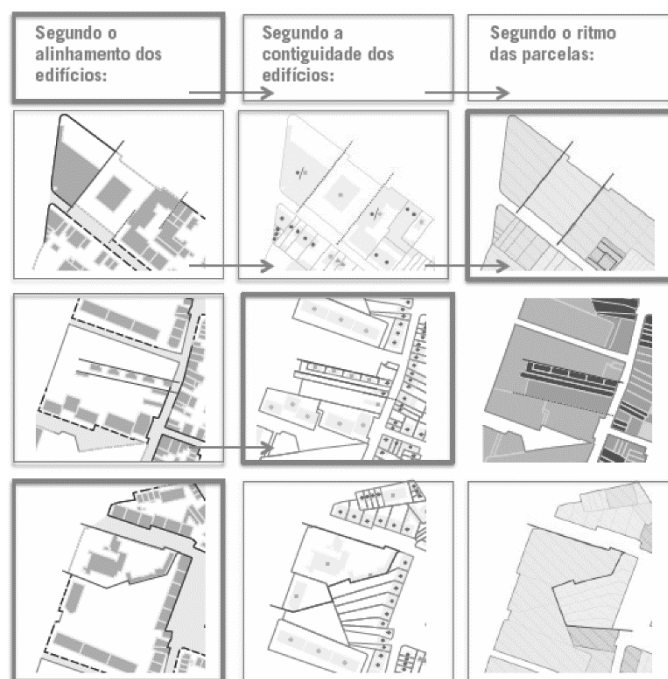 Segundo o
alinhamento dos
edifícios:
Segundo a
contiguidade dos
edifícios:
Segundo o ritmo
das parcelas: